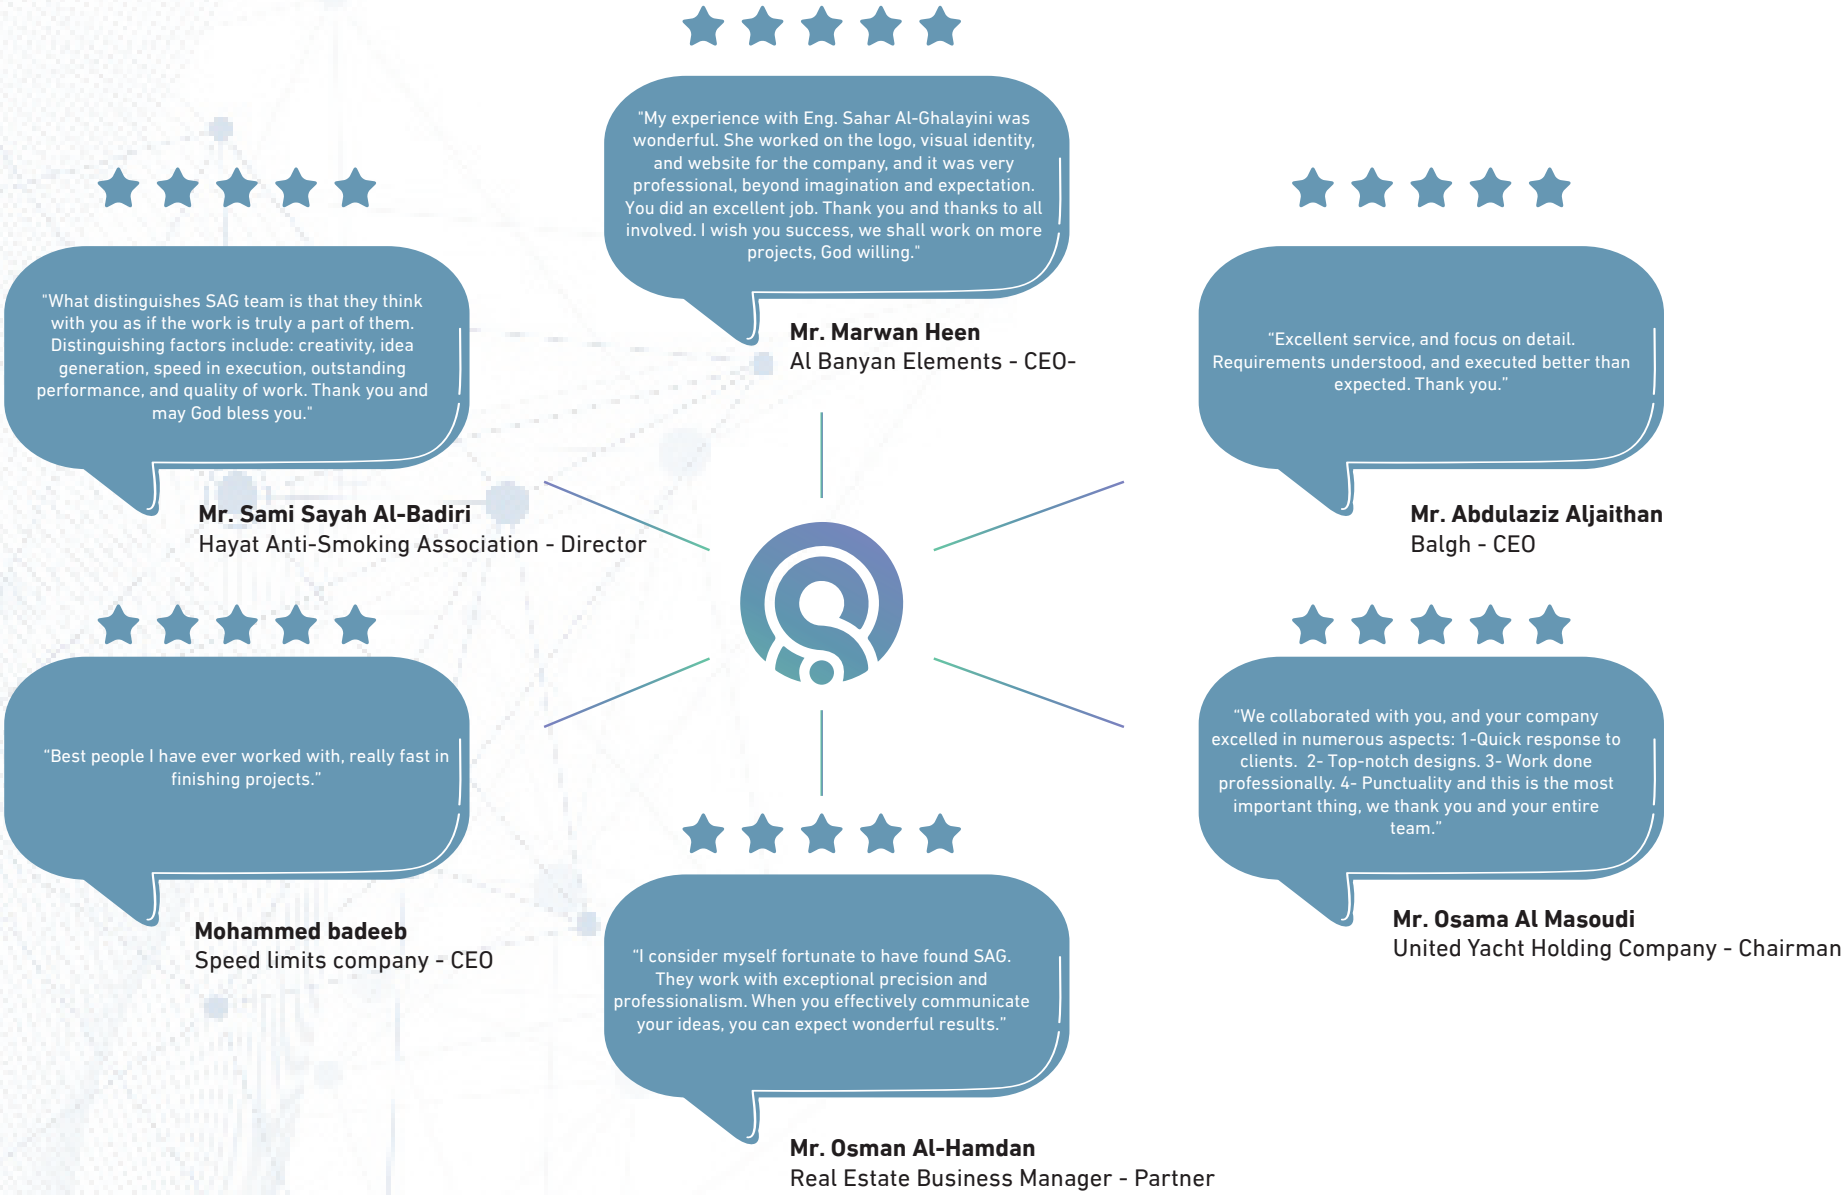 "My experience with Eng. Sahar Al-Ghalayini was
wonderful. She worked on the logo, visual identity,
and website for the company, and it was very
professional, beyond imagination and expectation.
You did an excellent job. Thank you and thanks to all
involved. I wish you success, we shall work on more
projects, God willing."
Mr. Marwan Heen
Al Banyan Elements - CEO-
"What distinguishes SAG team is that they think
with you as if the work is truly a part of them.
Distinguishing factors include: creativity, idea
generation, speed in execution, outstanding
performance, and quality of work. Thank you and
may God bless you."
Mr. Sami Sayah Al-Badiri
Hayat Anti-Smoking Association - Director
“Excellent service, and focus on detail.
Requirements understood, and executed better than
expected. Thank you.”
Mr. Abdulaziz Aljaithan
Balgh - CEO
“Best people I have ever worked with, really fast in
finishing projects.”
Mohammed badeeb
Speed limits company - CEO
“We collaborated with you, and your company
excelled in numerous aspects: 1-Quick response to
clients.  2- Top-notch designs. 3- Work done
professionally. 4- Punctuality and this is the most
important thing, we thank you and your entire
team.”
Mr. Osama Al Masoudi
United Yacht Holding Company - Chairman
“I consider myself fortunate to have found SAG.
They work with exceptional precision and
professionalism. When you effectively communicate
your ideas, you can expect wonderful results.”
Mr. Osman Al-Hamdan
Real Estate Business Manager - Partner